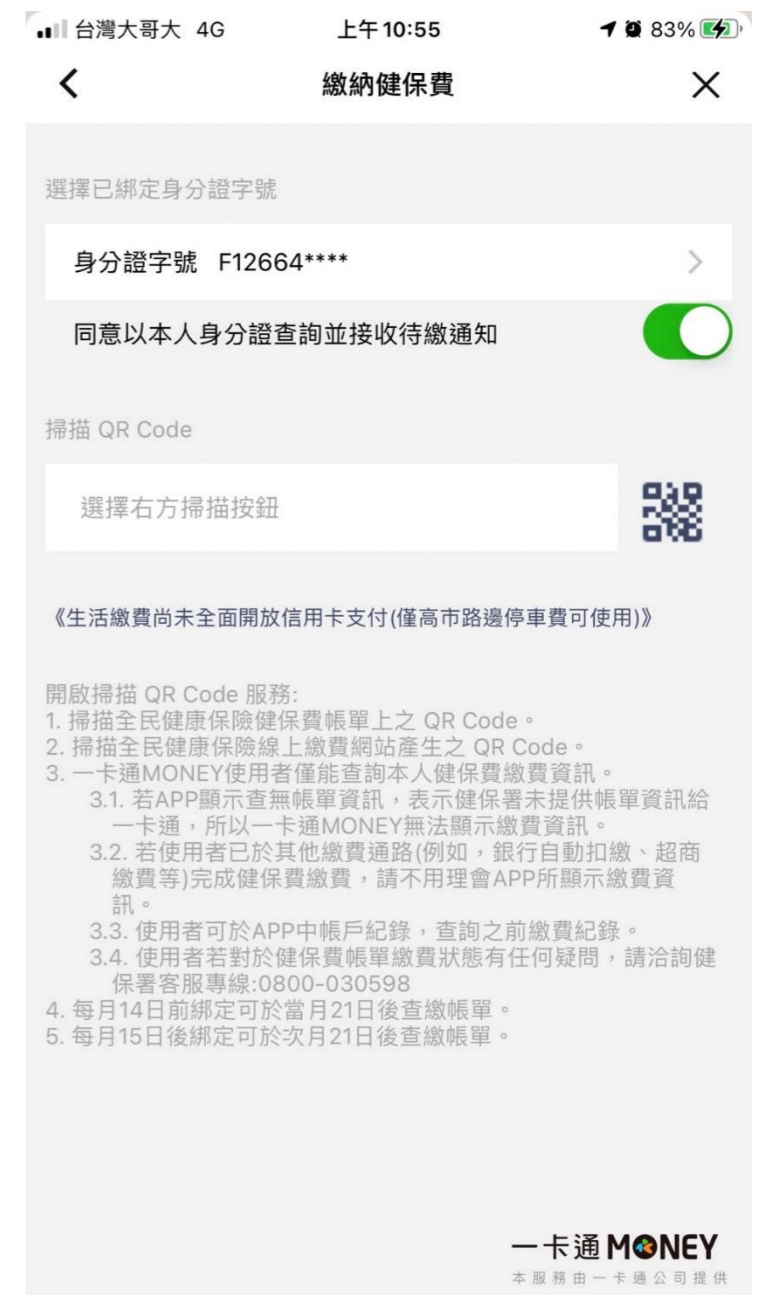 台灣大哥大 4G 上午10:55 83%
繳納健保費
選擇已綁定身分證字號
身分證字號 F12664****
同意以本人身分證查詢並接收待繳通知
掃描 QR Code
選擇右方掃描按鈕
《生活繳費尚未全面開放信用卡支付(僅高市路邊停車費可使用)》
開啟掃描 QR Code 服務:
1. 掃描全民健康保險健保費帳單上之 QR Code。
2. 掃描全民健康保險線上繳費網站產生之 QR Code。
3. 一卡通MONEY使用者僅能查詢本人健保費繳費資訊。
3.1. 若APP顯示查無帳單資訊，表示健保署未提供帳單資訊給
一卡通，所以一卡通MONEY無法顯示繳費資訊。
3.2. 若使用者已於其他繳費通路(例如，銀行自動扣繳、超商
繳費等)完成健保費繳費，請不用理會APP所顯示繳費資
訊。
3.3. 使用者可於APP中帳戶紀錄，查詢之前繳費紀錄。
3.4. 使用者若對於健保費帳單繳費狀態有任何疑問，請洽詢健
保署客服專線:0800-030598
4. 每月14日前綁定可於當月21日後查繳帳單。
5. 每月15日後綁定可於次月21日後查繳帳單。
一卡通 MONEY
本服務由一卡通公司提供